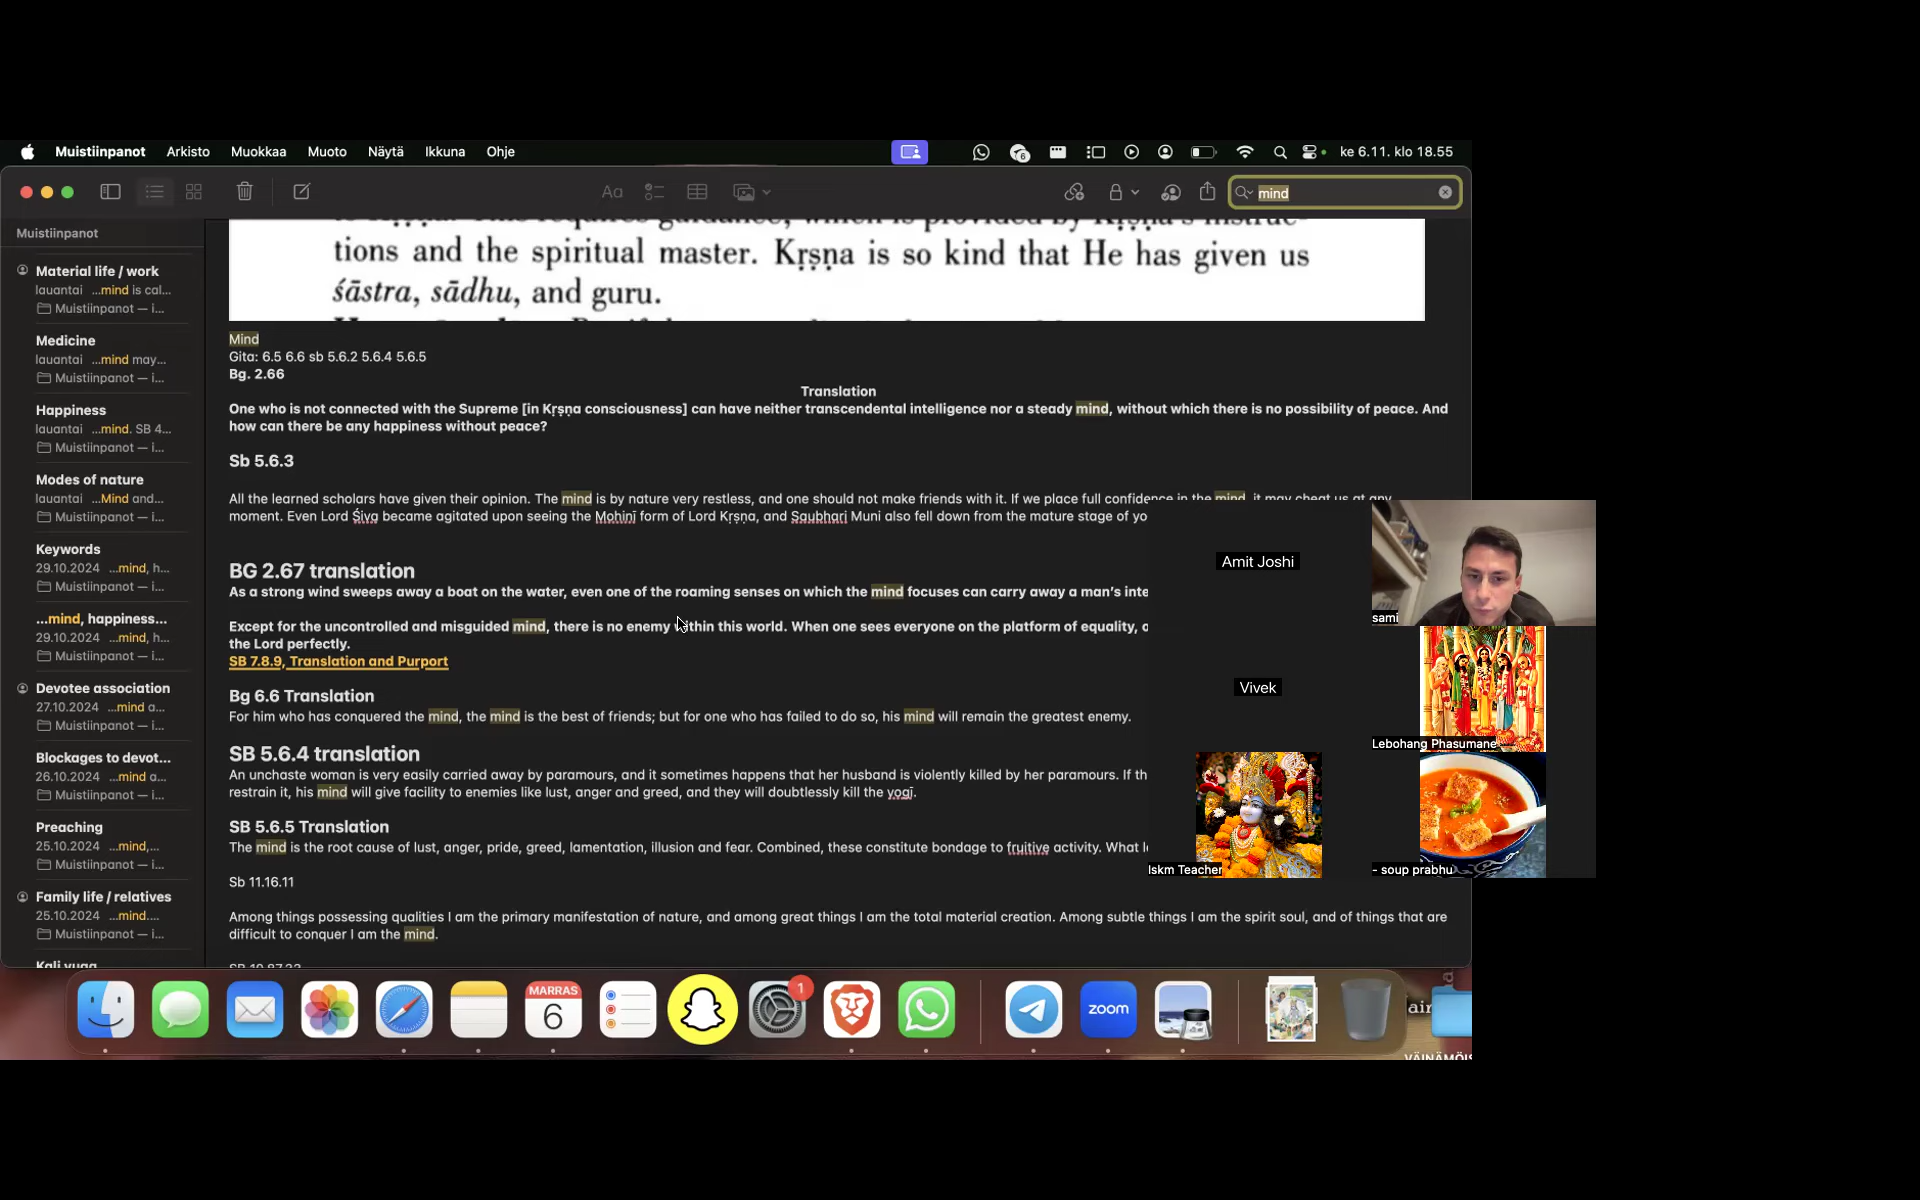 Muistiinpanot Arkisto Muokkaa Muoto Näytä Ikkuna Ohje
6
ke 6.11. klo 18.55
Aa
mind
Muistiinpanot
Material life / work
lauantai ...mind is cal...
Muistiinpanot — i...
Medicine
lauantai ...mind may...
Muistiinpanot — i...
Happiness
lauantai ...mind. SB 4...
Muistiinpanot — i...
Modes of nature
lauantai ...Mind and...
Muistiinpanot — i...
Keywords
29.10.2024 ...mind, h...
Muistiinpanot — i...
...mind, happiness...
29.10.2024 ...mind, h...
Muistiinpanot — i...
Devotee association
27.10.2024 ...mind a...
Muistiinpanot — i...
Blockages to devot...
26.10.2024 ...mind a...
Muistiinpanot — i...
Preaching
25.10.2024 ...mind,...
Muistiinpanot — i...
Family life / relatives
25.10.2024 ...mind....
Muistiinpanot — i...
Kali yuga
to Kṛṣṇa. This requires guidance, which is provided by Kṛṣṇa's instruc-
tions and the spiritual master. Kṛṣṇa is so kind that He has given us
śāstra, sādhu, and guru.
Mind
Gita: 6.5 6.6 sb 5.6.2 5.6.4 5.6.5
Bg. 2.66
Translation
One who is not connected with the Supreme [in Kṛṣṇa consciousness] can have neither transcendental intelligence nor a steady mind, without which there is no possibility of peace. And
how can there be any happiness without peace?
Sb 5.6.3
All the learned scholars have given their opinion. The mind is by nature very restless, and one should not make friends with it. If we place full confidence in the mind, it may cheat us at any
moment. Even Lord Śiva became agitated upon seeing the Mohinī form of Lord Kṛṣṇa, and Saubhari Muni also fell down from the mature stage of yo
BG 2.67 translation
As a strong wind sweeps away a boat on the water, even one of the roaming senses on which the mind focuses can carry away a man's inte
Except for the uncontrolled and misguided mind, there is no enemy within this world. When one sees everyone on the platform of equality, o
the Lord perfectly.
SB 7.8.9, Translation and Purport
Bg 6.6 Translation
For him who has conquered the mind, the mind is the best of friends; but for one who has failed to do so, his mind will remain the greatest enemy.
SB 5.6.4 translation
An unchaste woman is very easily carried away by paramours, and it sometimes happens that her husband is violently killed by her paramours. If th
restrain it, his mind will give facility to enemies like lust, anger and greed, and they will doubtlessly kill the yogī.
SB 5.6.5 Translation
The mind is the root cause of lust, anger, pride, greed, lamentation, illusion and fear. Combined, these constitute bondage to fruitive activity. What l
Sb 11.16.11
Among things possessing qualities I am the primary manifestation of nature, and among great things I am the total material creation. Among subtle things I am the spirit soul, and of things that are
difficult to conquer I am the mind.
SB 10.87.33
Amit Joshi
sami
Vivek
Lebohang Phasumane
Iskm Teacher
- soup prabhu
MARRAS
6
1
zoom
air
VÄINÄMÖIS